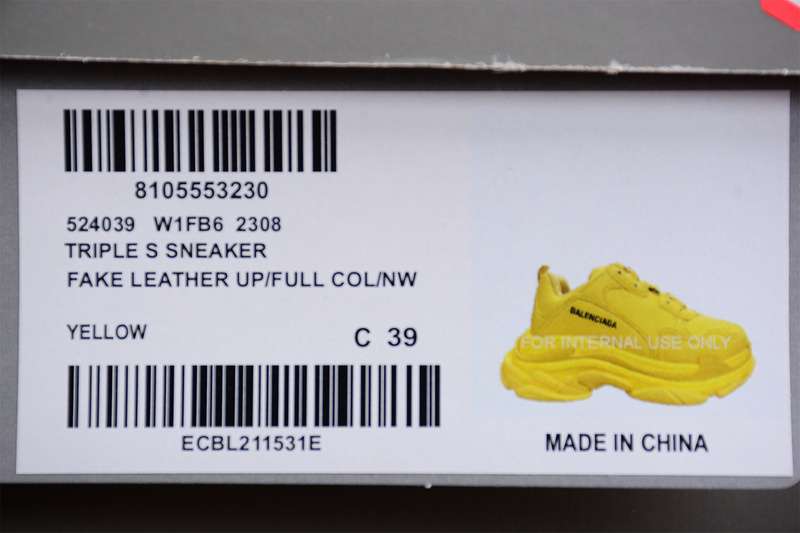 8105553230
524039 W1FB6 2308
TRIPLE S SNEAKER
FAKE LEATHER UP/FULL COL/NW
YELLOW
C 39
ECBL211531E
BALENCIAGA
FOR INTERNAL USE ONLY
MADE IN CHINA